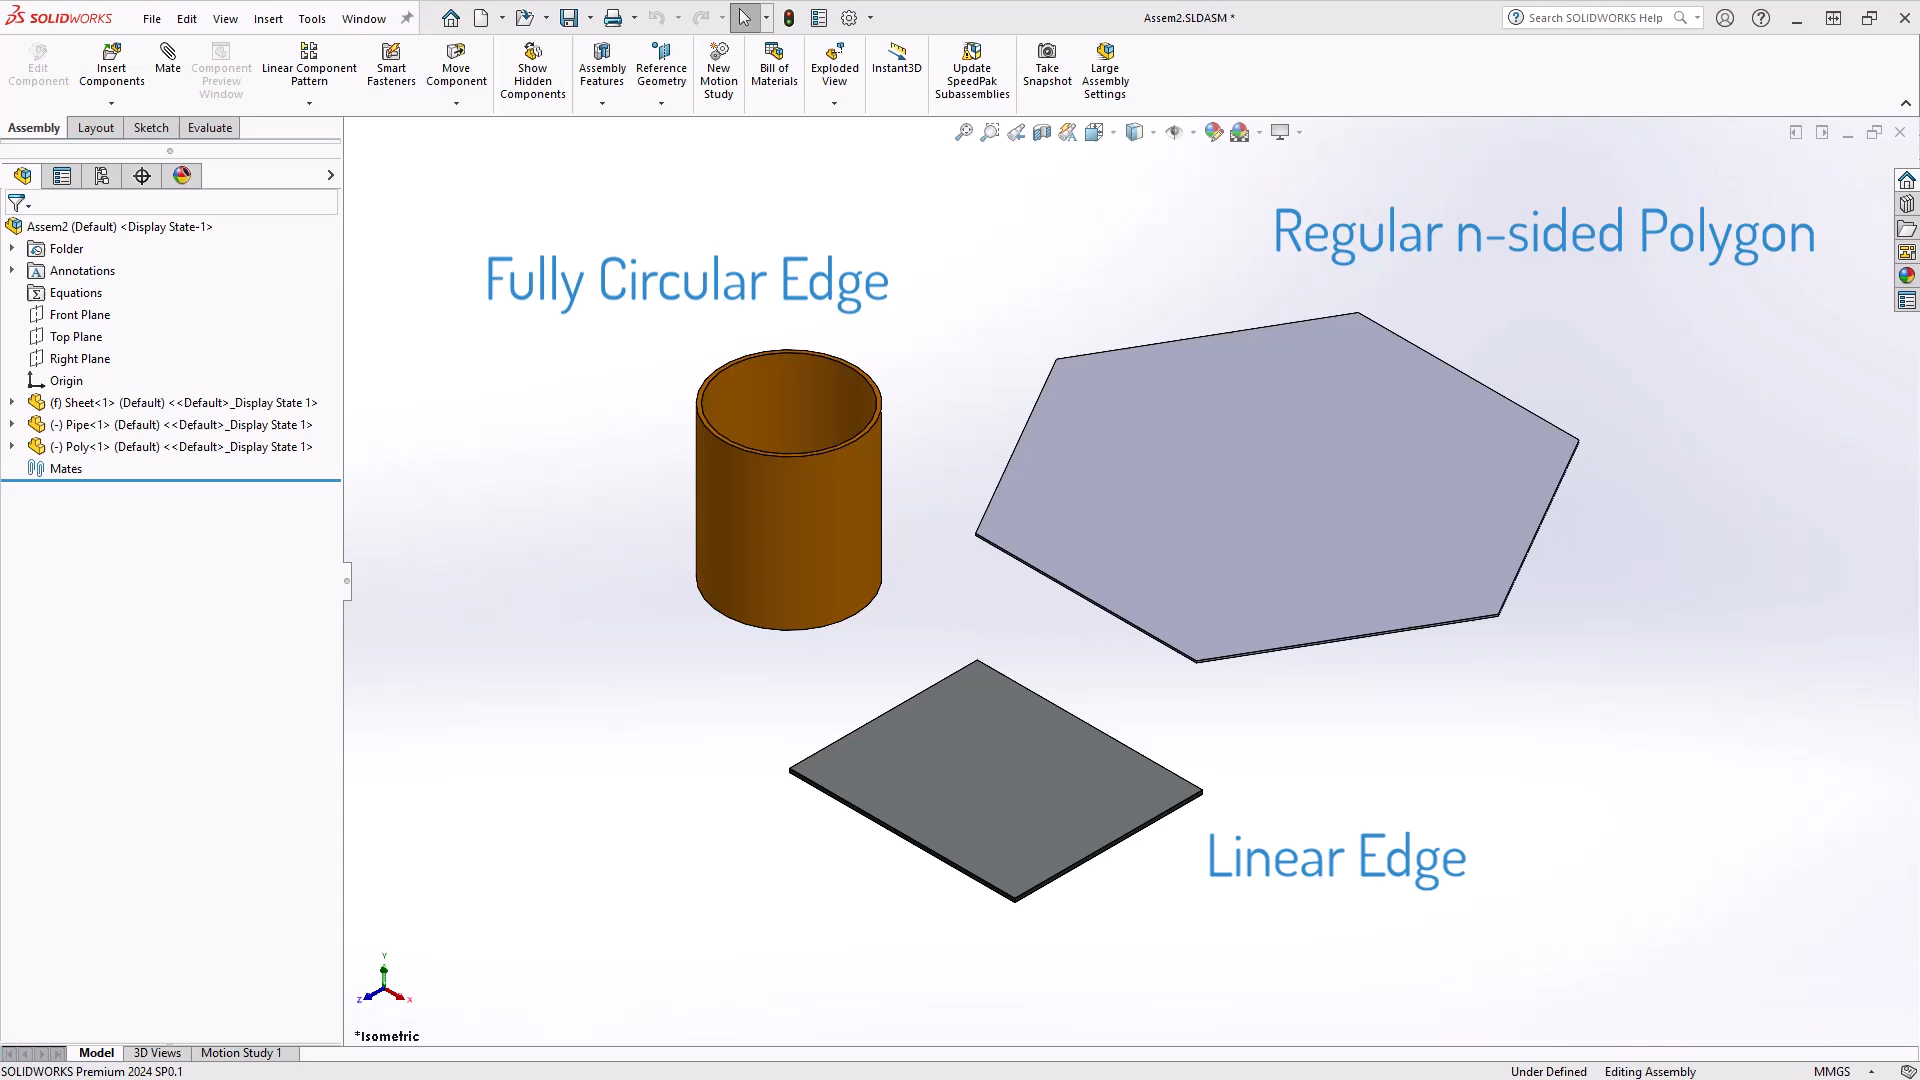 SOLIDWORKS
File Edit View Insert Tools Window
Assem2.SLDASM *
Search SOLIDWORKS Help
Edit Component
Insert Components
Mate
Component Preview Window
Linear Component Pattern
Smart Fasteners
Move Component
Show Hidden Components
Assembly Features
Reference Geometry
New Motion Study
Bill of Materials
Exploded View
Instant3D
Update SpeedPak Subassemblies
Take Snapshot
Large Assembly Settings
Assembly Layout Sketch Evaluate
Assem2 (Default) <Display State-1>
Folder
Annotations
Equations
Front Plane
Top Plane
Right Plane
Origin
(f) Sheet<1> (Default) <<Default>_Display State 1>
(-) Pipe<1> (Default) <<Default>_Display State 1>
(-) Poly<1> (Default) <<Default>_Display State 1>
Mates
Regular n-sided Polygon
Fully Circular Edge
Linear Edge
Y
Z X
*Isometric
Model 3D Views Motion Study 1
SOLIDWORKS Premium 2024 SP0.1
Under Defined Editing Assembly MMGS